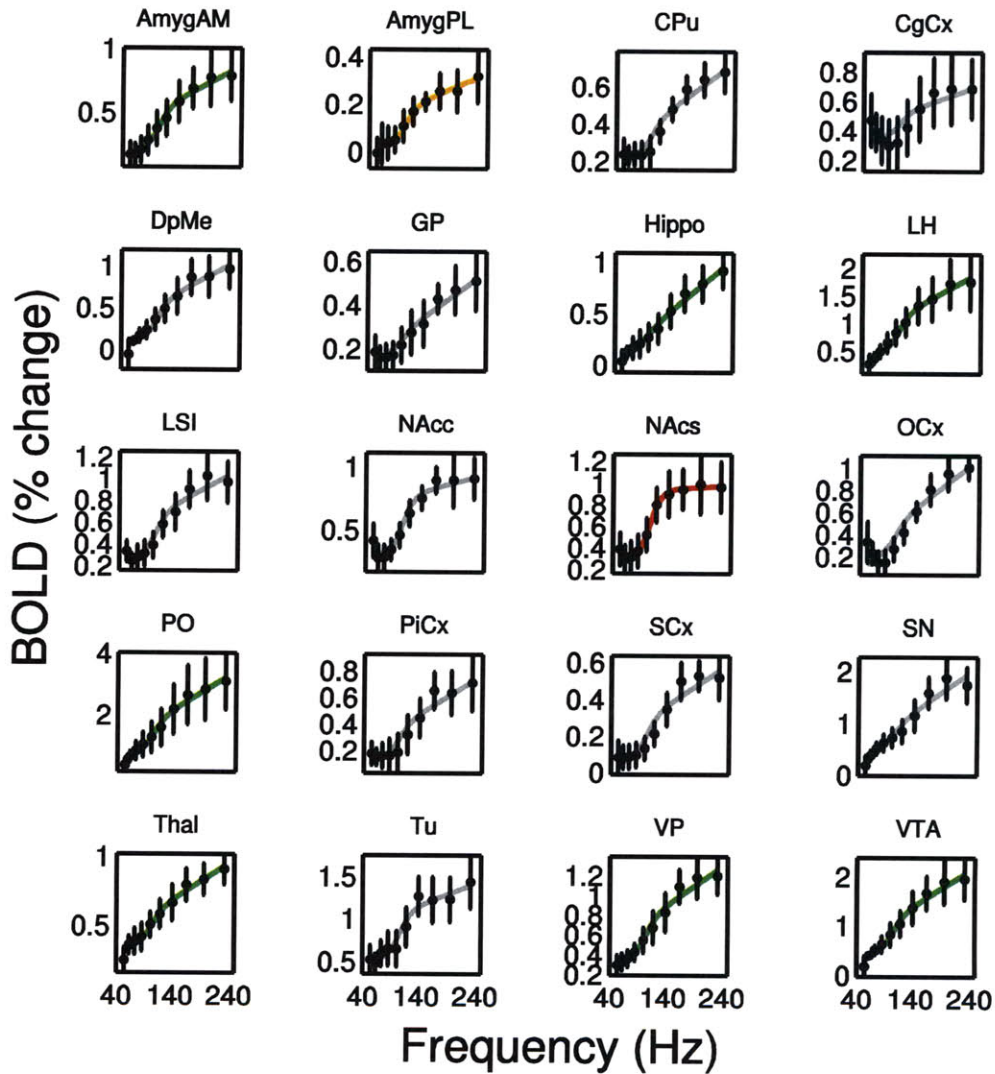 AmygAM AmygPL CPu CgCx
1 0.5
0.4 0.2 0
0.6 0.4 0.2
0.8 0.6 0.4 0.2
DpMe GP Hippo LH
1 0.5 0
0.6 0.4 0.2
1 0.5 0
2 1.5 1 0.5
LSI NAcc NAcs OCx
1.2 1 0.8 0.6 0.4 0.2
1 0.5
1.2 1 0.8 0.6 0.4 0.2
1 0.8 0.6 0.4 0.2
PO PiCx SCx SN
4 2
0.8 0.6 0.4 0.2
0.6 0.4 0.2 0
2 1 0
Thal Tu VP VTA
1 0.5
1.5 1 0.5
1.2 1 0.8 0.6 0.4 0.2
2 1 0
40 140 240 40 140 240 40 140 240 40 140 240
BOLD (% change)
Frequency (Hz)